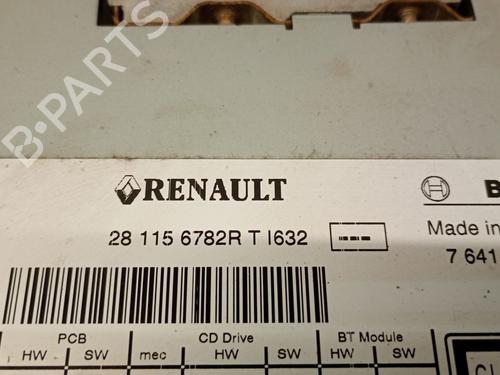 B-PARTS
RENAULT
28 115 6782R T I632
Made in
7 641
PCB CD Drive BT Module
HW SW mec HW SW HW SW